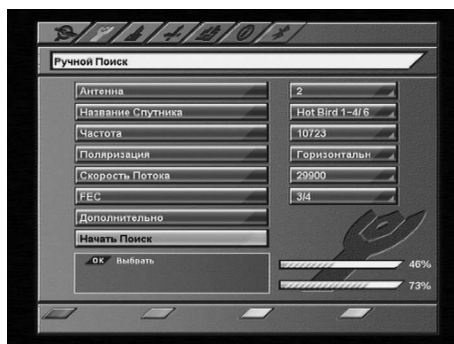 Ручной Поиск
Антенна 2
Название Спутника Hot Bird 1-4/ 6
Частота 10723
Поляризация Горизонтальн
Скорость Потока 29900
FEC 3/4
Дополнительно
Начать Поиск
OK Выбрать
46%
73%